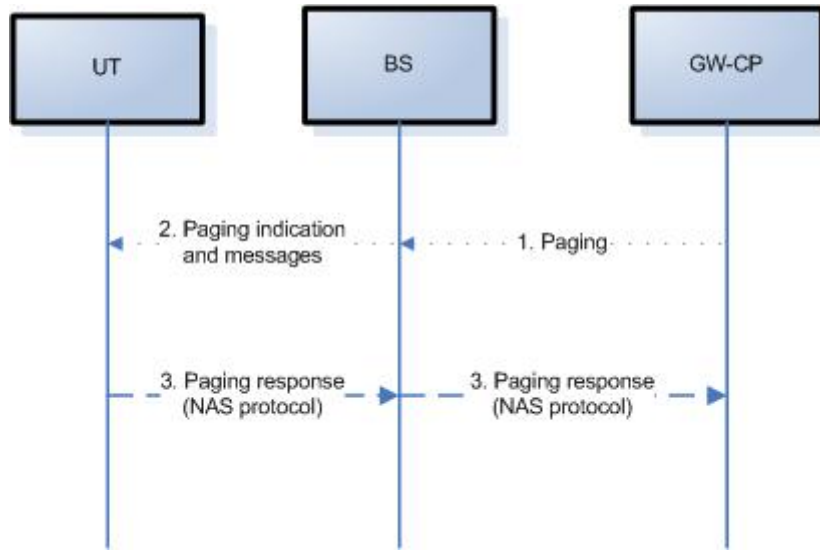 UT
BS
GW-CP
2. Paging indication
and messages
1. Paging
3. Paging response
(NAS protocol)
3. Paging response
(NAS protocol)